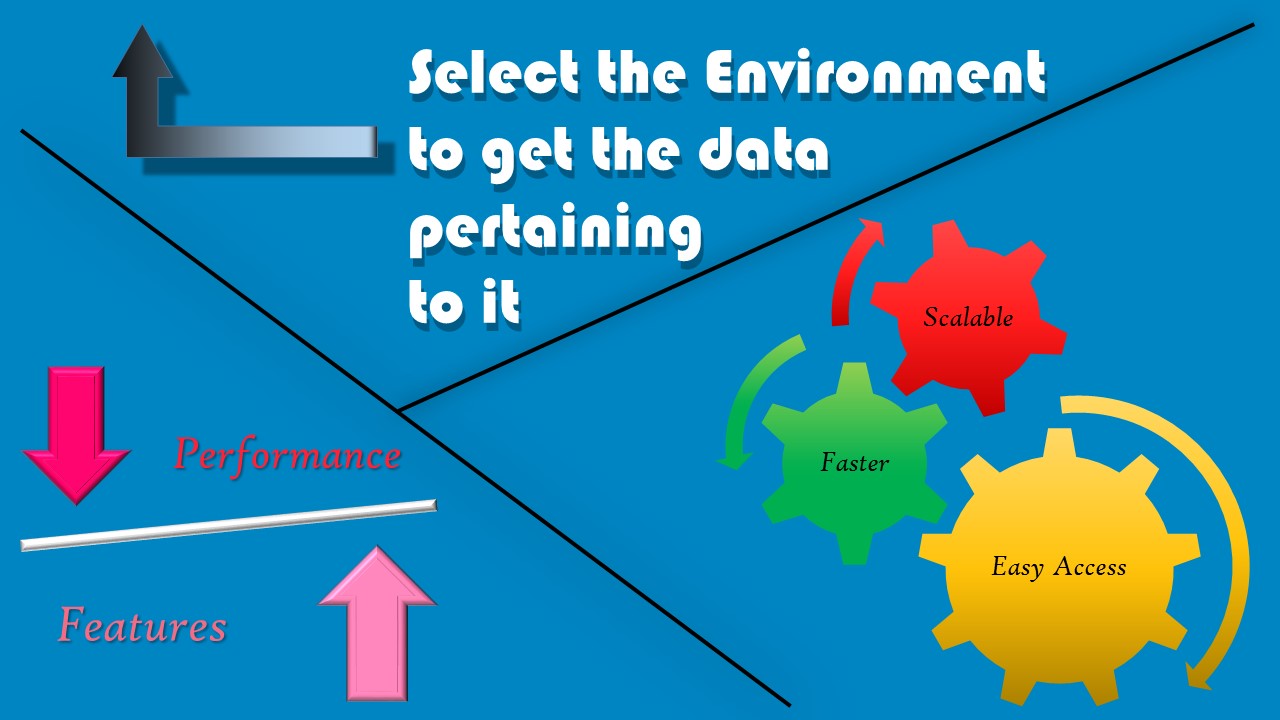 Select the Environment
to get the data
pertaining
to it
Scalable
Faster
Easy Access
Performance
Features